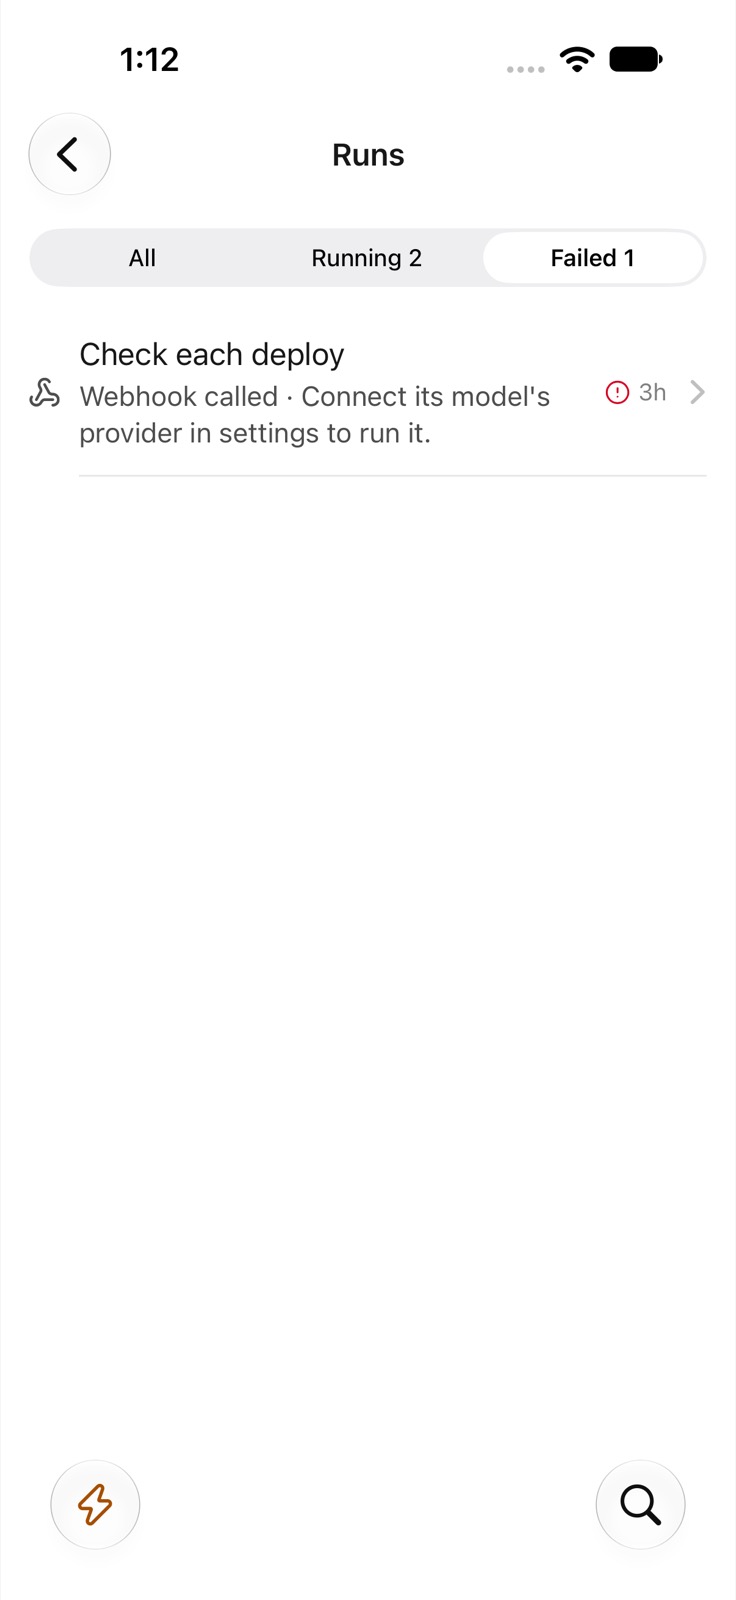 1:12
Runs
All
Running 2
Failed 1
Check each deploy
Webhook called · Connect its model's
provider in settings to run it.
3h